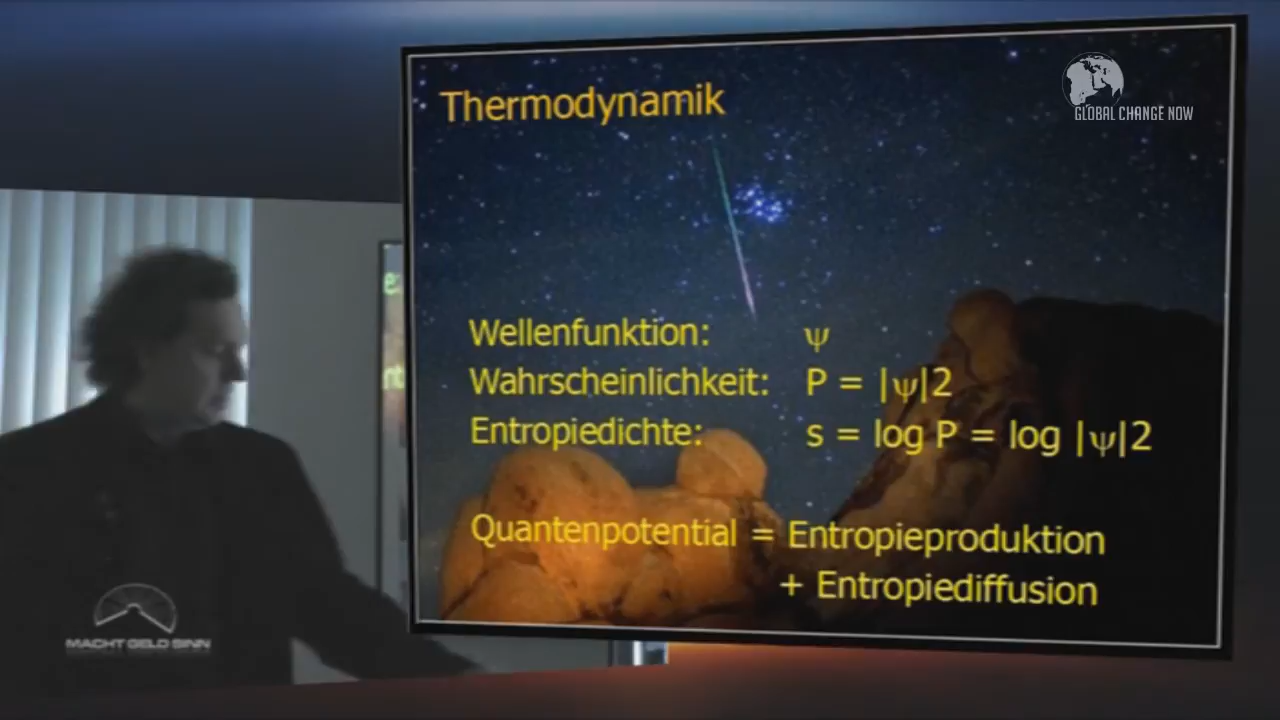 Thermodynamik
GLOBAL CHANGE NOW
Wellenfunktion: ψ
Wahrscheinlichkeit: P = |ψ|2
Entropiedichte: s = log P = log |ψ|2
Quantenpotential = Entropieproduktion
+ Entropiediffusion
MACHT GELD SINN